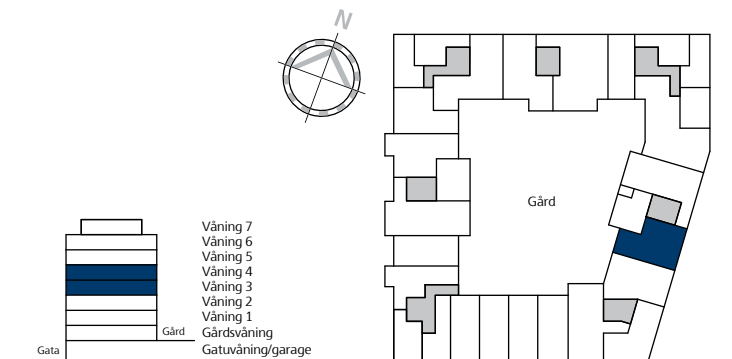 N
Gård
Våning 7
Våning 6
Våning 5
Våning 4
Våning 3
Våning 2
Våning 1
Gård Gårdsvåning
Gata Gatuvåning/garage